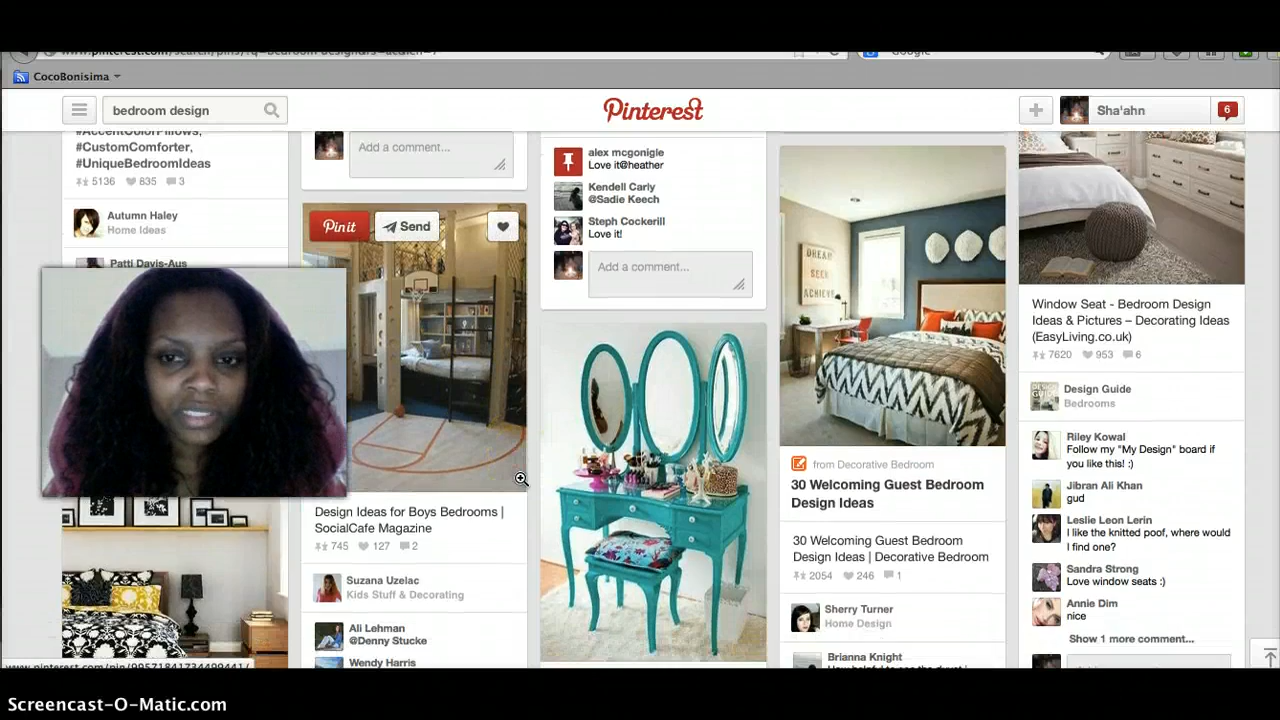 CocoBonisima
bedroom design
Pinterest
Sha'ahn
6
#AccentColorPillows,
#CustomComforter,
#UniqueBedroomIdeas
5136 835 3
Autumn Haley
Home Ideas
Patti Davis-Aus
Add a comment...
Pin it
Send
Design Ideas for Boys Bedrooms |
SocialCafe Magazine
745 127 2
Suzana Uzelac
Kids Stuff & Decorating
Ali Lehman
@Denny Stucke
Wendy Harris
alex mcgonigle
Love it@heather
Kendell Carly
@Sadie Keech
Steph Cockerill
Love it!
Add a comment...
DREAM
SEEK
ACHIEVE
from Decorative Bedroom
30 Welcoming Guest Bedroom
Design Ideas
30 Welcoming Guest Bedroom
Design Ideas | Decorative Bedroom
2054 246 1
Sherry Turner
Home Design
Brianna Knight
Window Seat - Bedroom Design
Ideas & Pictures – Decorating Ideas
(EasyLiving.co.uk)
7620 953 6
Design Guide
Bedrooms
Riley Kowal
Follow my "My Design" board if
you like this! :)
Jibran Ali Khan
gud
Leslie Leon Lerin
I like the knitted poof, where would
I find one?
Sandra Strong
Love window seats :)
Annie Dim
nice
Show 1 more comment...
Screencast-O-Matic.com